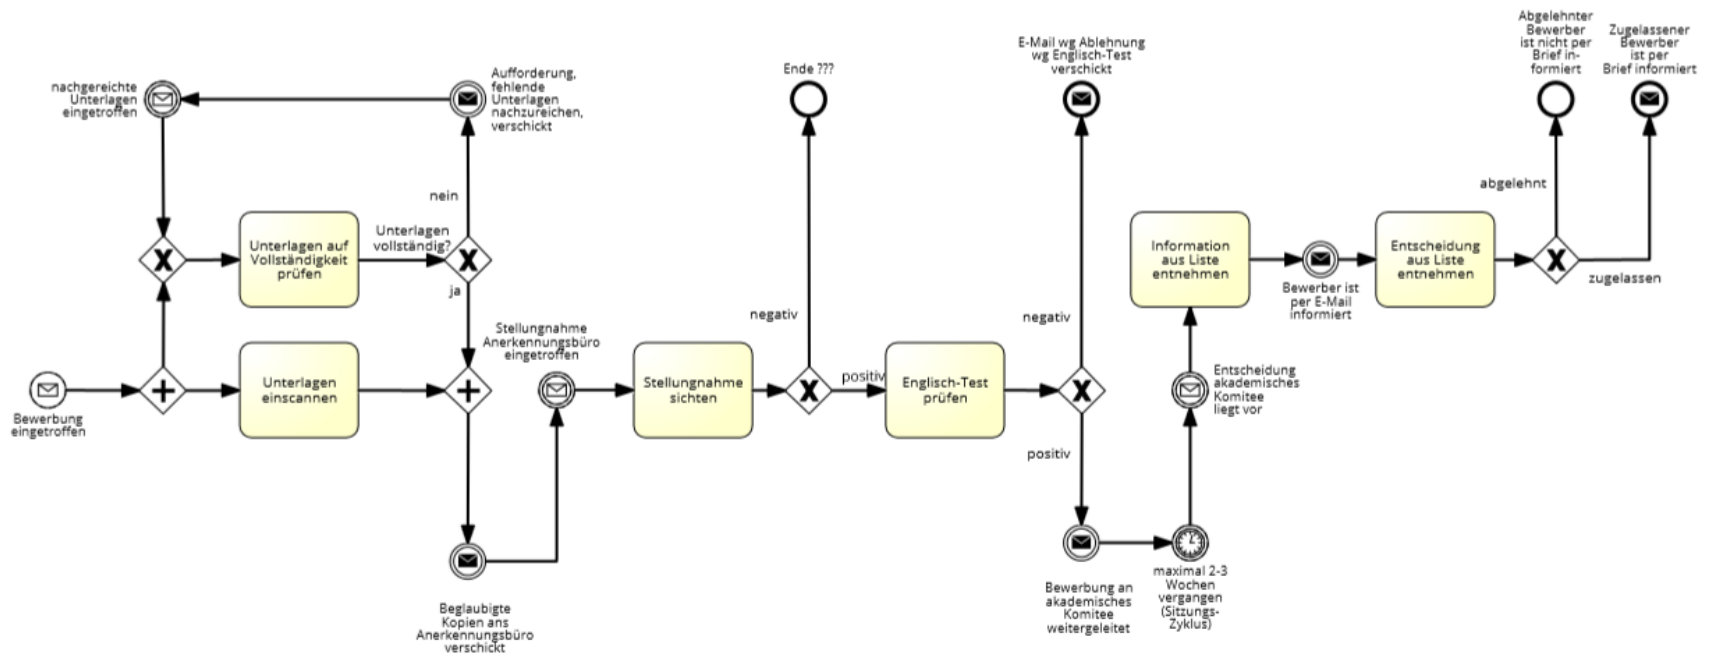 nachgereichte
Unterlagen
eingetroffen
Aufforderung,
fehlende
Unterlagen
nachzureichen,
verschickt
nein
Unterlagen auf
Vollständigkeit
prüfen
Unterlagen
vollständig?
ja
Bewerbung
eingetroffen
Unterlagen
einscannen
Beglaubigte
Kopien ans
Anerkennungsbüro
verschickt
Stellungnahme
Anerkennungsbüro
eingetroffen
Stellungnahme
sichten
negativ
Ende ???
positiv
Englisch-Test
prüfen
negativ
E-Mail wg Ablehnung
wg Englisch-Test
verschickt
positiv
Bewerbung an
akademisches
Komitee
weitergeleitet
maximal 2-3
Wochen
vergangen
(Sitzungs-
Zyklus)
Entscheidung
akademisches
Komitee
liegt vor
Information
aus Liste
entnehmen
Bewerber ist
per E-Mail
informiert
Entscheidung
aus Liste
entnehmen
abgelehnt
Abgelehnter
Bewerber
ist nicht per
Brief in-
formiert
zugelassen
Zugelassener
Bewerber
ist per
Brief informiert